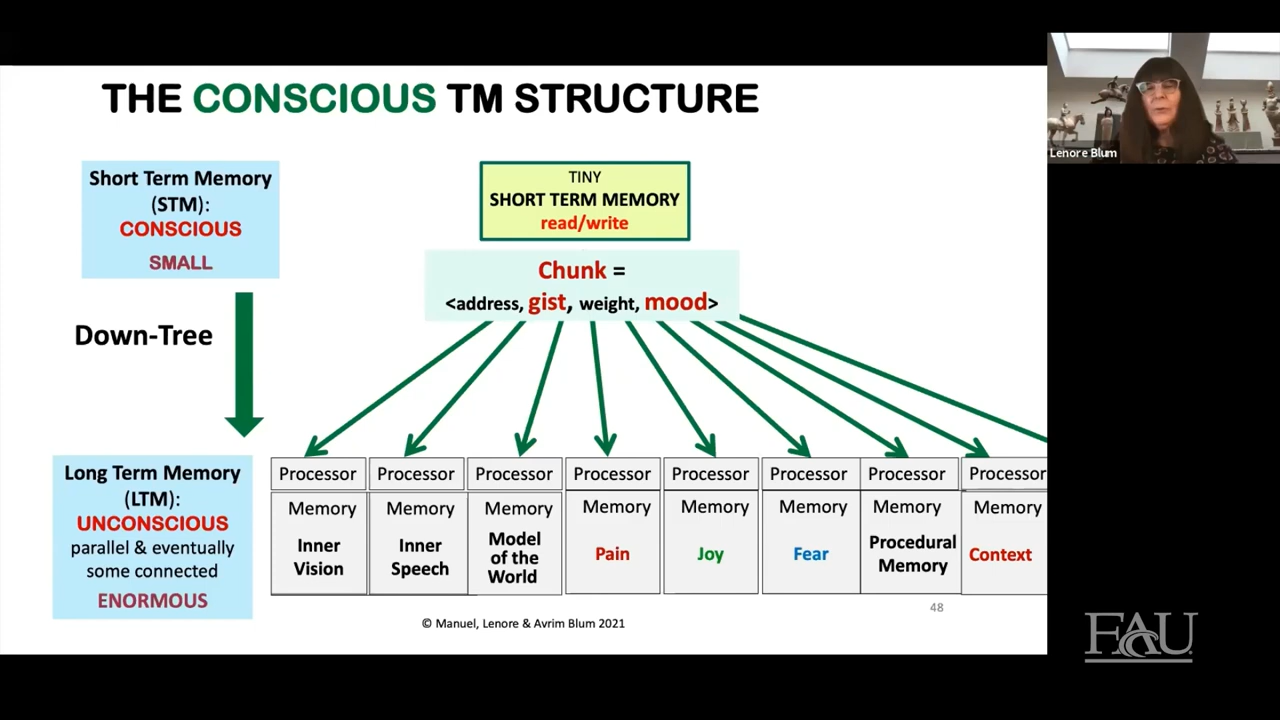 THE CONSCIOUS TM STRUCTURE
Lenore Blum
Short Term Memory
(STM):
CONSCIOUS
SMALL
TINY
SHORT TERM MEMORY
read/write
Chunk =
<address, gist, weight, mood>
Down-Tree
Long Term Memory
(LTM):
UNCONSCIOUS
parallel & eventually
some connected
ENORMOUS
Processor Processor Processor Processor Processor Processor Processor Processor
Memory Memory Memory Memory Memory Memory Memory Memory
Inner
Vision
Inner
Speech
Model
of the
World
Pain
Joy
Fear
Procedural
Memory
Context
48
© Manuel, Lenore & Avrim Blum 2021
FAU